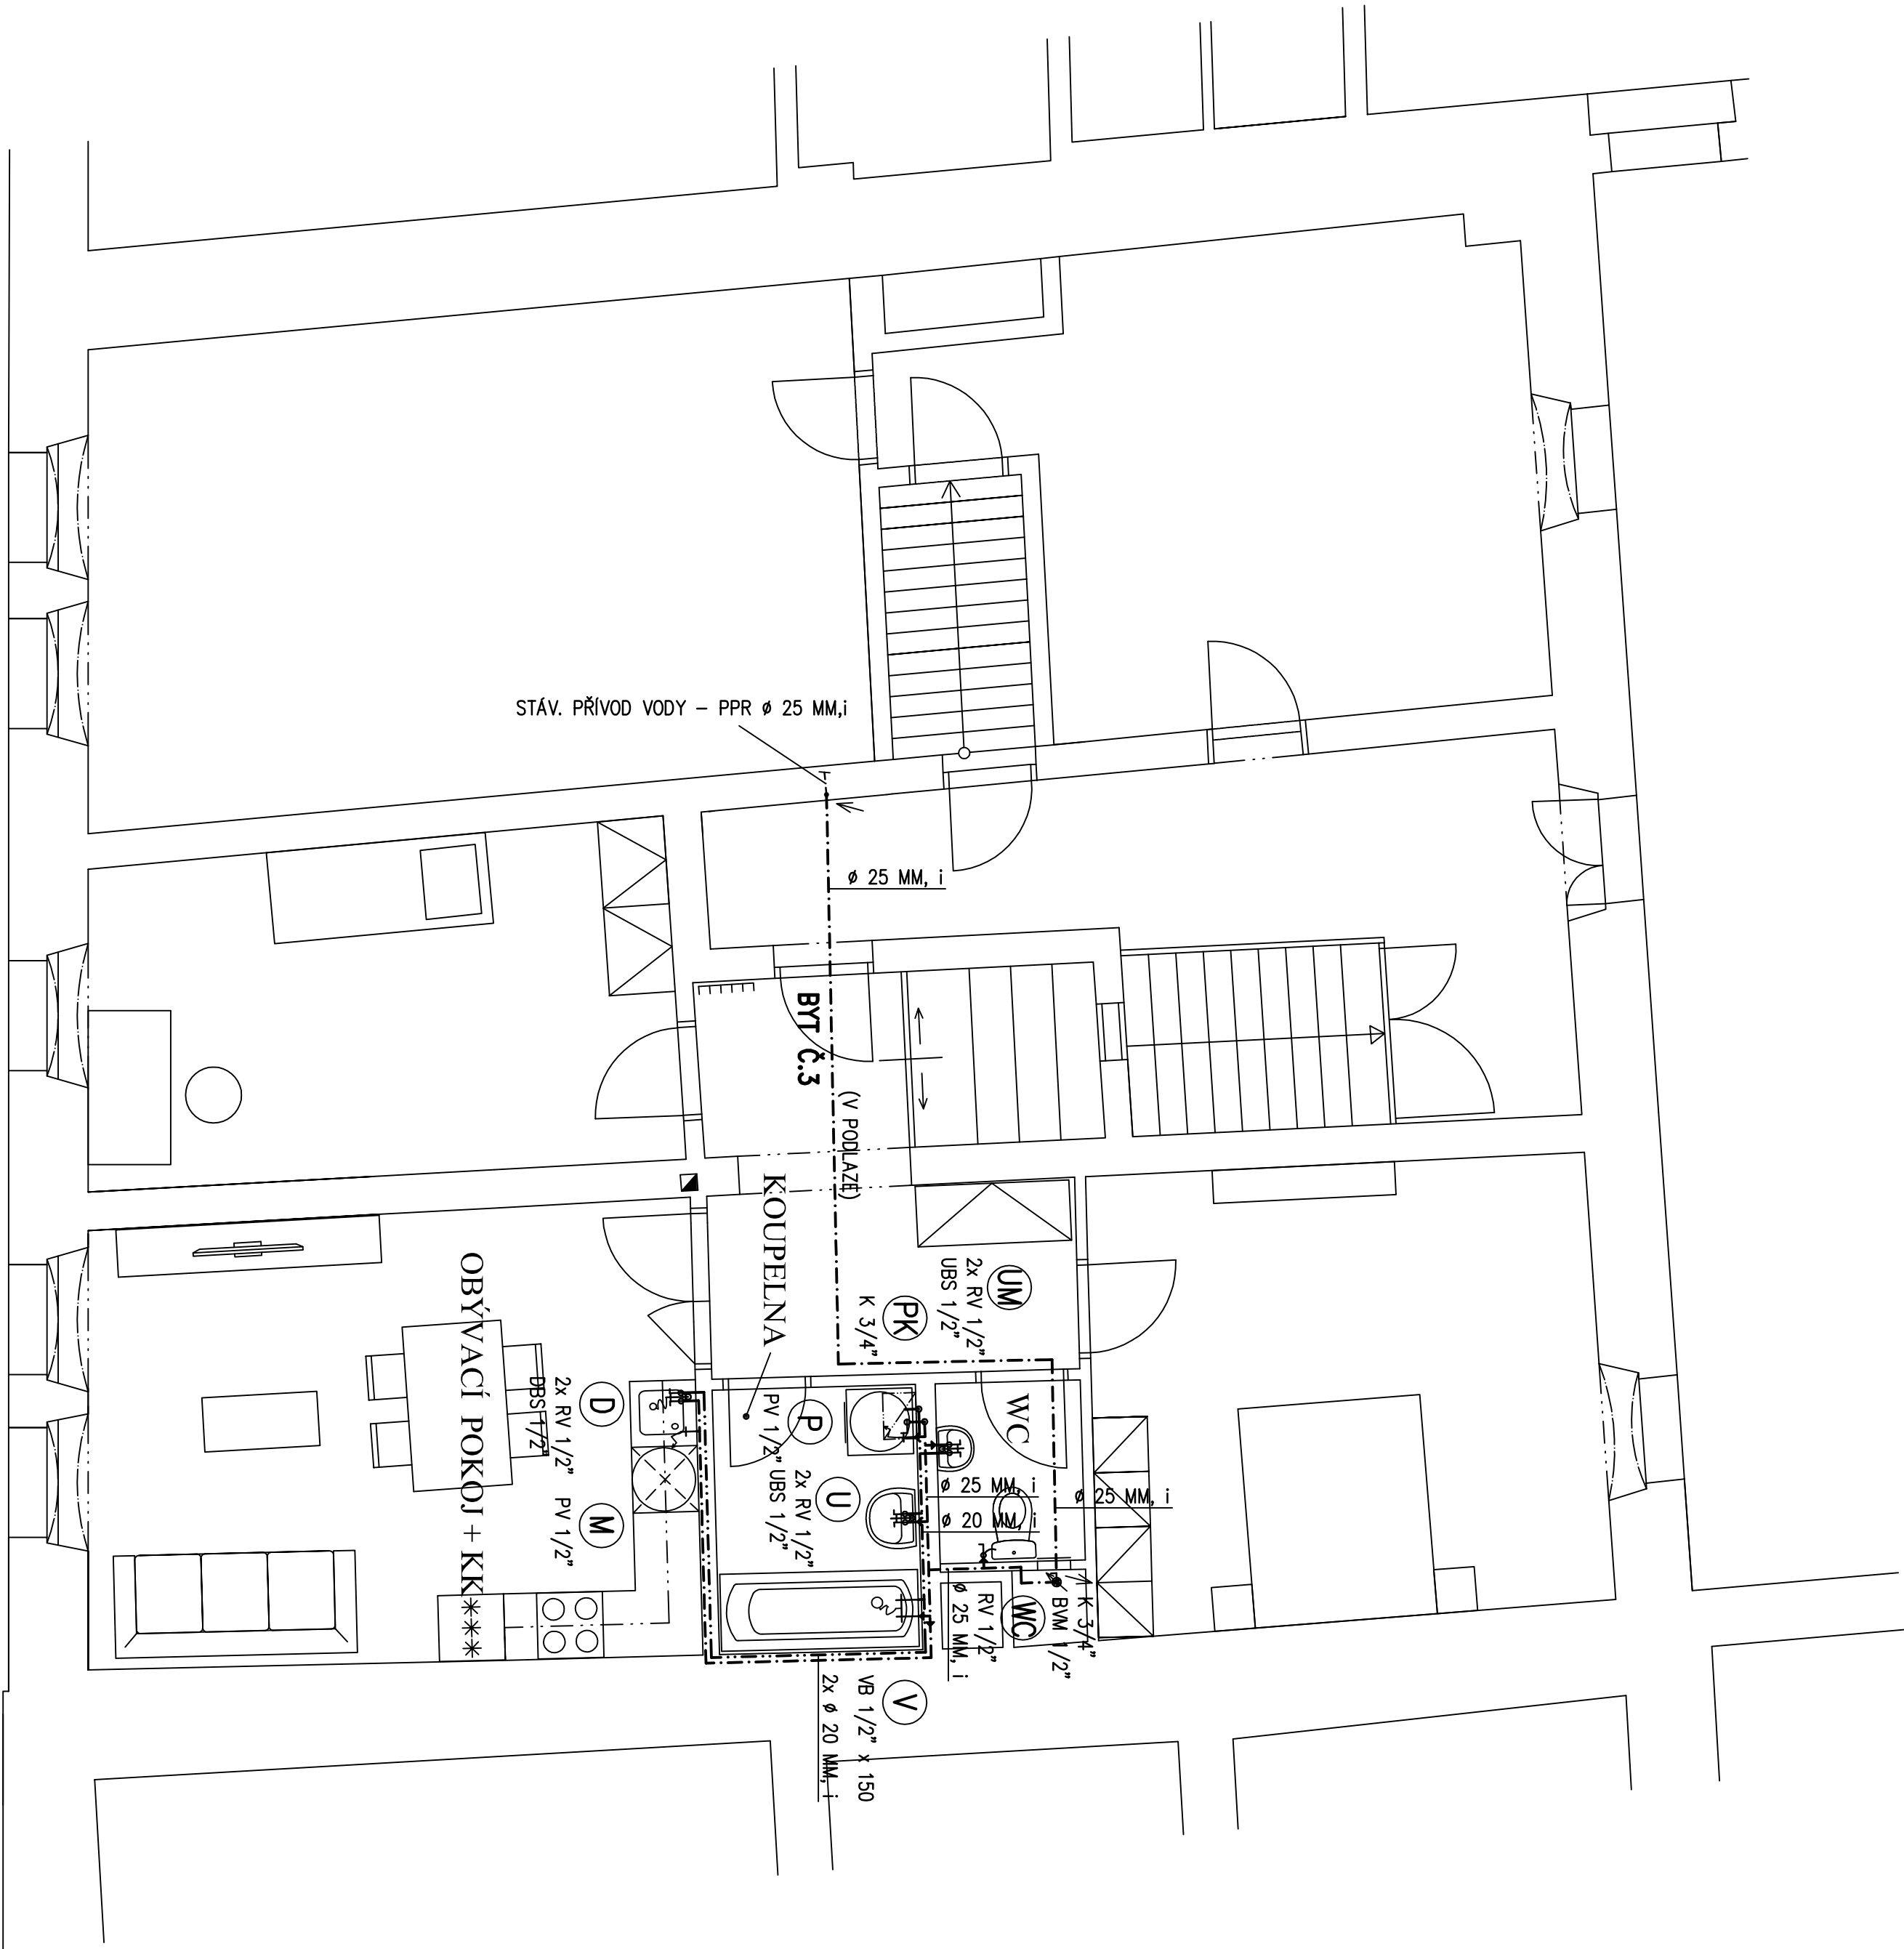 STÁV. PŘÍVOD VODY – PPR ø 25 MM,i
ø 25 MM, i
BYT Č.3
(V PODLAZE)
KOUPELNA
UM
2x RV 1/2"
UBS 1/2"
PK
K 3/4"
OBÝVACÍ POKOJ + KK
D
2x RV 1/2"
DBS 1/2"
M
PV 1/2"
P
PV 1/2"
U
2x RV 1/2"
UBS 1/2"
WC
ø 25 MM, i
ø 20 MM, i
ø 25 MM, i
K 3/4"
BVM 1/2"
WC
RV 1/2"
ø 25 MM, i
V
VB 1/2" x 150
2x ø 20 MM, i
***